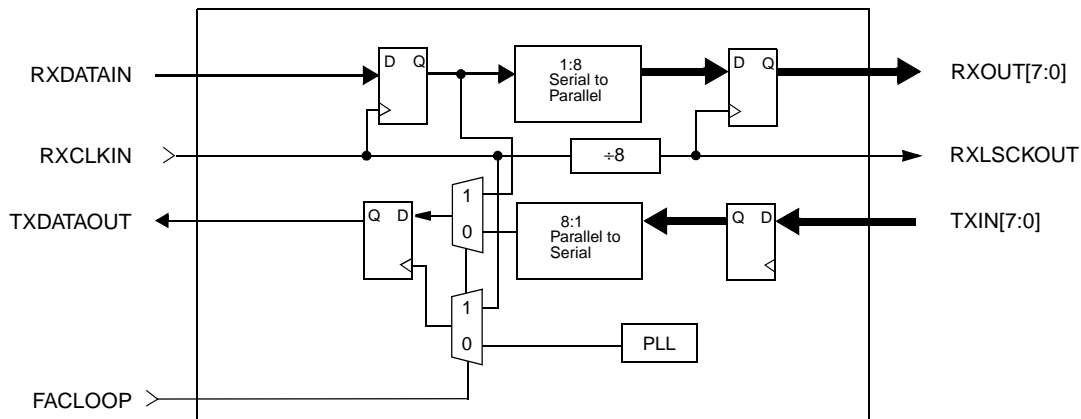 RXDATAIN
D Q
1:8
Serial to
Parallel
D Q
RXOUT[7:0]
RXCLKIN
÷8
RXLSCKOUT
TXDATAOUT
Q D
1
0
8:1
Parallel to
Serial
Q D
TXIN[7:0]
1
0
PLL
FACLOOP